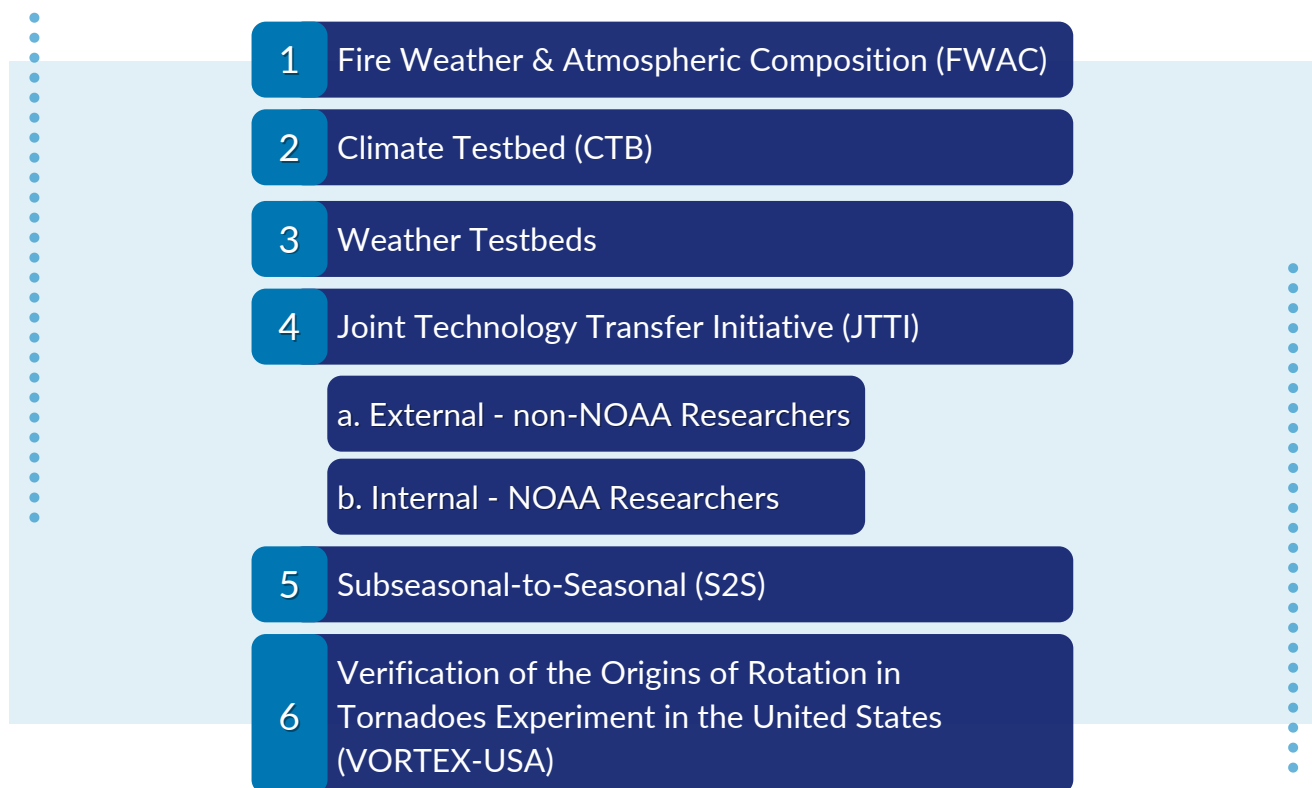 1 Fire Weather & Atmospheric Composition (FWAC)
2 Climate Testbed (CTB)
3 Weather Testbeds
4 Joint Technology Transfer Initiative (JTTI)
a. External - non-NOAA Researchers
b. Internal - NOAA Researchers
5 Subseasonal-to-Seasonal (S2S)
Verification of the Origins of Rotation in
6 Tornadoes Experiment in the United States
(VORTEX-USA)